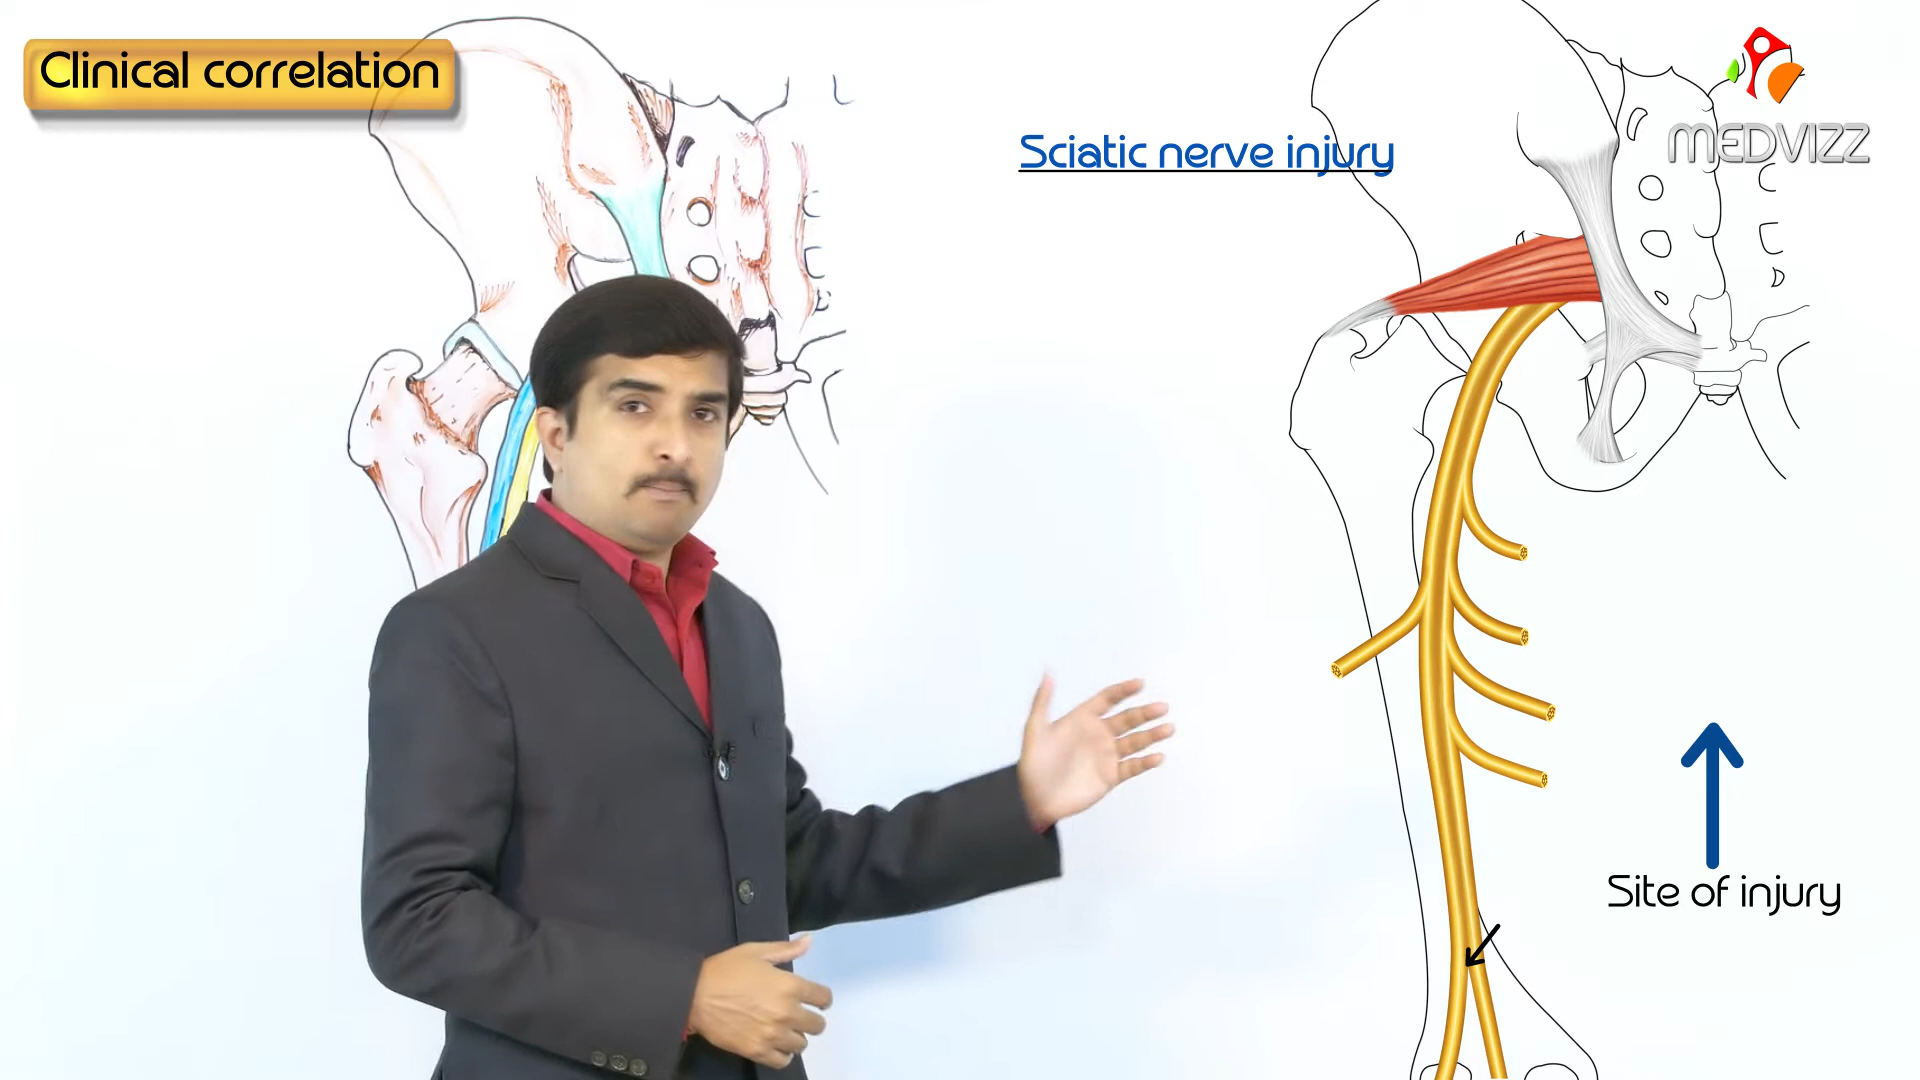 Clinical correlation
Sciatic nerve injury
MEDVIZZ
Site of injury